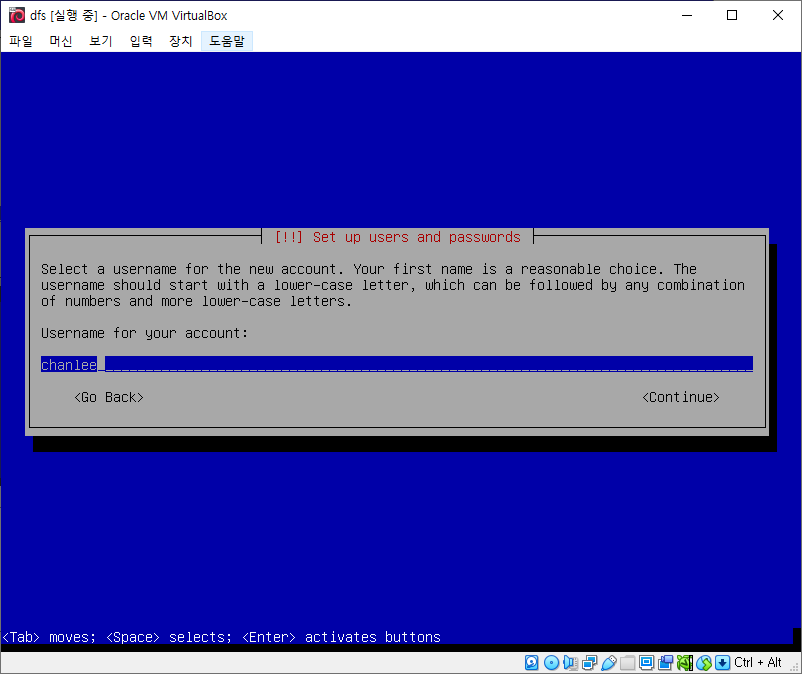 dfs [실행 중] - Oracle VM VirtualBox
파일 머신 보기 입력 장치 도움말
[!!] Set up users and passwords
Select a username for the new account. Your first name is a reasonable choice. The
username should start with a lower-case letter, which can be followed by any combination
of numbers and more lower-case letters.
Username for your account:
chanlee
<Go Back> <Continue>
<Tab> moves; <Space> selects; <Enter> activates buttons
Ctrl + Alt